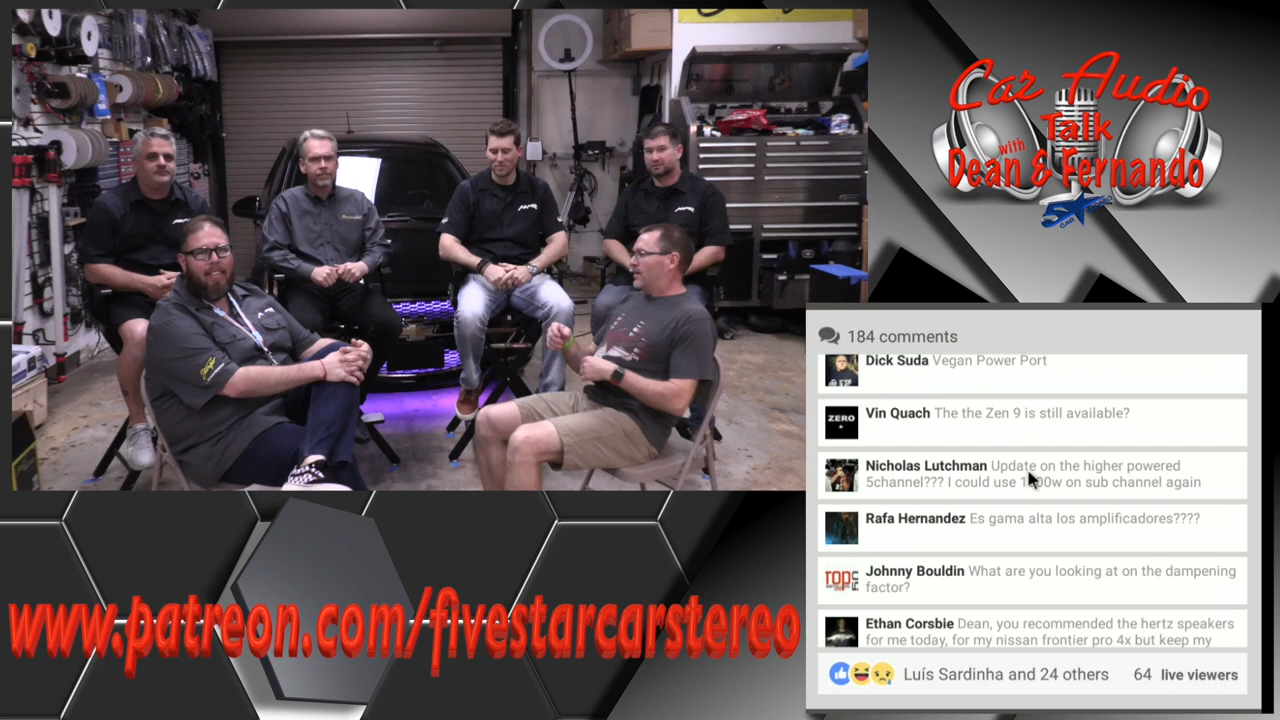 Car Audio
Talk
with
Dean & Fernando
184 comments
Dick Suda Vegan Power Port
Vin Quach The the Zen 9 is still available?
ZERO
Nicholas Lutchman Update on the higher powered
5channel??? I could use on sub channel again
Rafa Hernandez Es gama alta los amplificadores????
Johnny Bouldin What are you looking at on the dampening
factor?
Ethan Corsbie Dean, you recommended the hertz speakers
for me today, for my nissan frontier pro 4x but keep my
Luís Sardinha and 24 others 64 live viewers
www.patreon.com/fivestarcarstereo